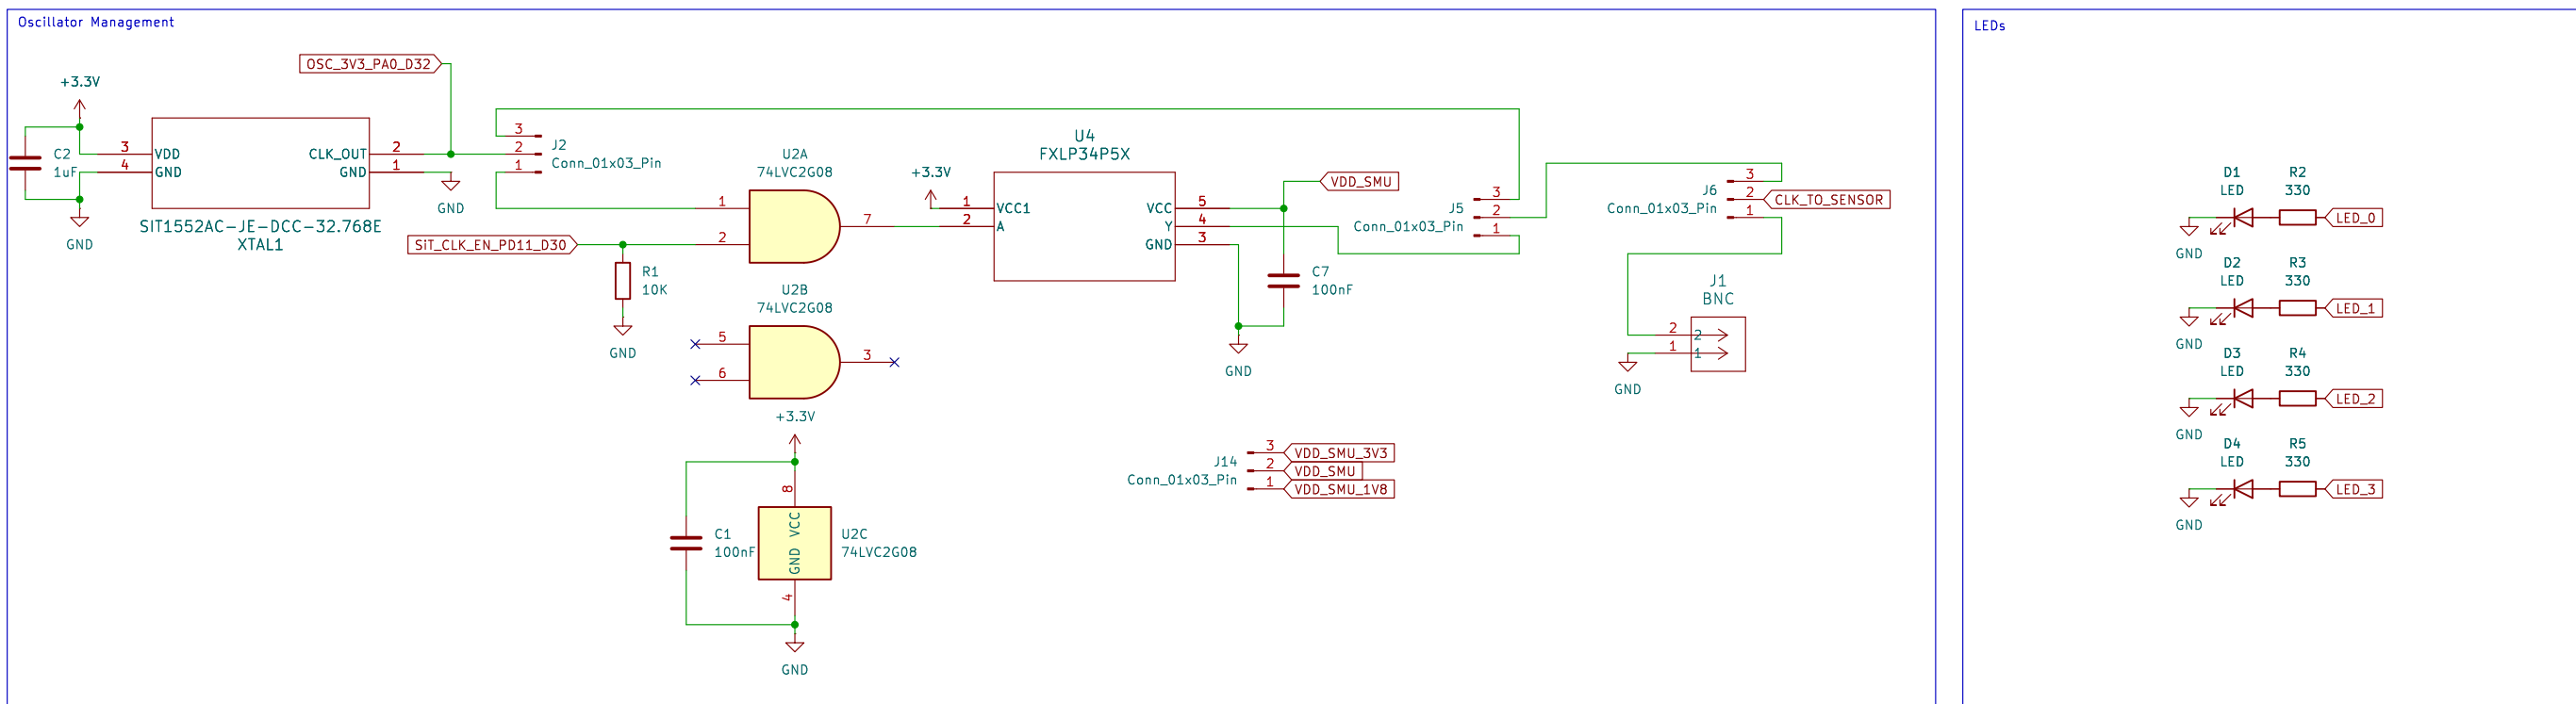 Oscillator Management
OSC_3V3_PA0_D32
+3.3V
C2
1uF
3
4
VDD
GND
CLK_OUT
GND
2
1
SIT1552AC-JE-DCC-32.768E
XTAL1
GND
GND
3
2
1
J2
Conn_01x03_Pin
SiT_CLK_EN_PD11_D30
R1
10K
GND
U2A
74LVC2G08
1
2
7
U2B
74LVC2G08
5
6
3
+3.3V
8
C1
100nF
VCC
GND
U2C
74LVC2G08
4
GND
U4
FXLP34P5X
+3.3V
1
2
VCC1
A
VCC
Y
GND
5
4
3
VDD_SMU
C7
100nF
GND
J5
Conn_01x03_Pin
3
2
1
J6
Conn_01x03_Pin
3
2
1
CLK_TO_SENSOR
J1
BNC
2
1
2
1
GND
J14
Conn_01x03_Pin
3
2
1
VDD_SMU_3V3
VDD_SMU
VDD_SMU_1V8
LEDs
D1
LED
R2
330
LED_0
GND
D2
LED
R3
330
LED_1
GND
D3
LED
R4
330
LED_2
GND
D4
LED
R5
330
LED_3
GND